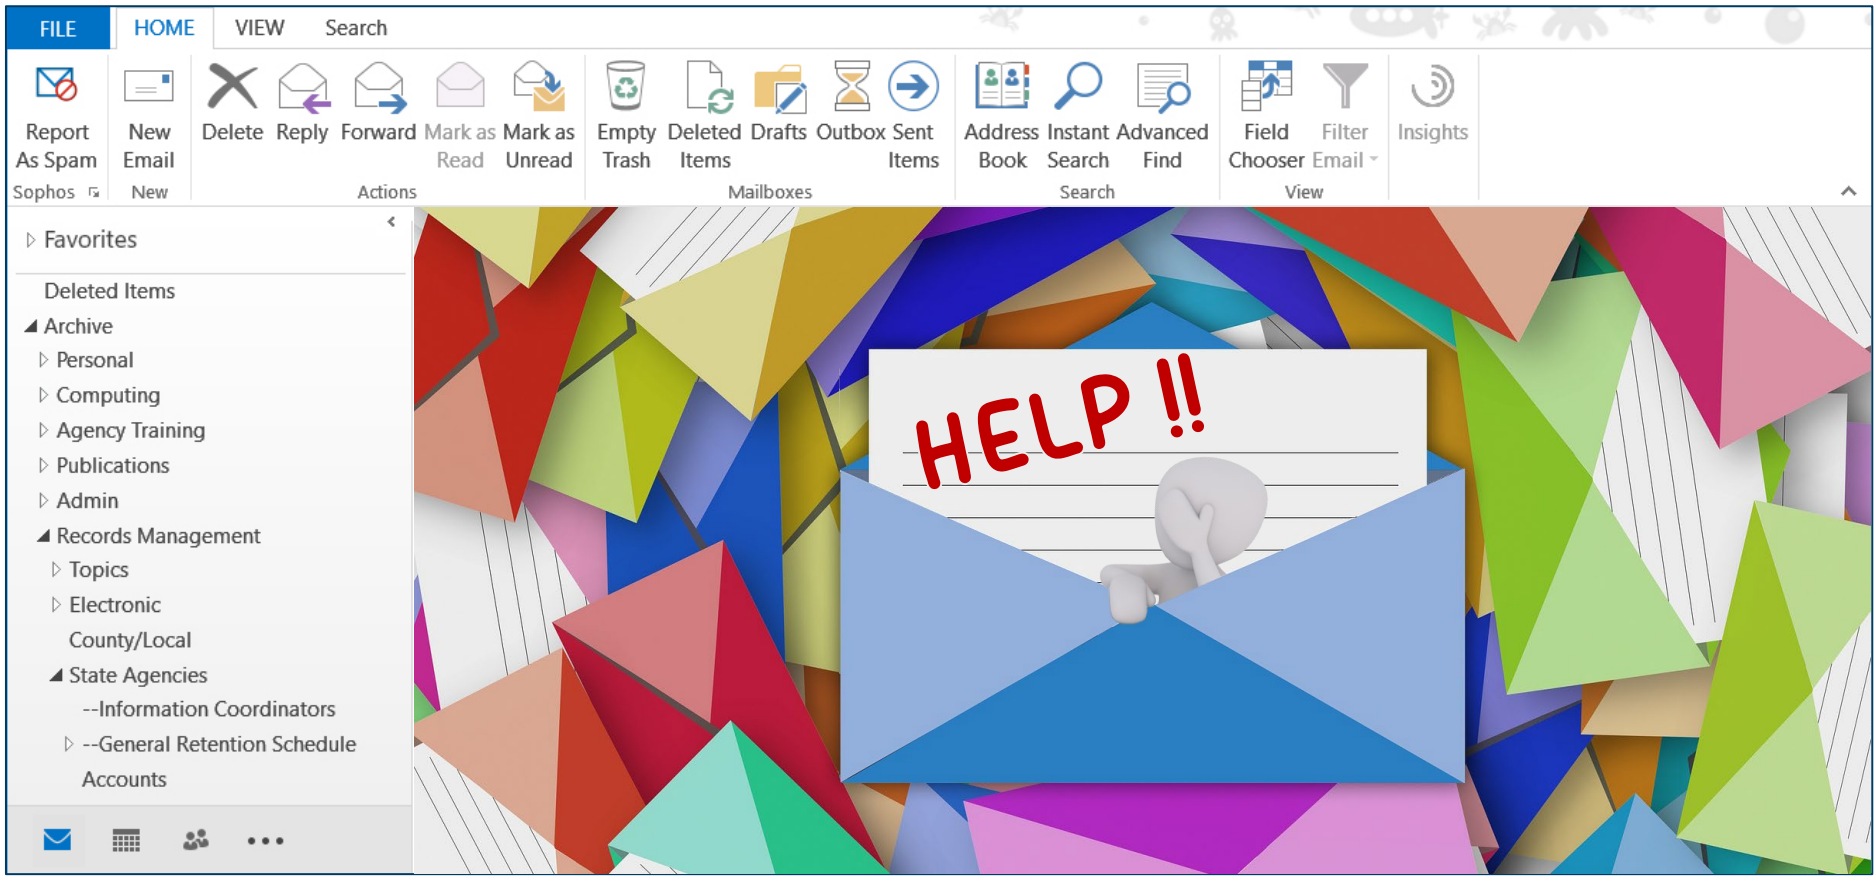 FILE HOME VIEW Search
Report As Spam
New Email
Delete
Reply
Forward
Mark as Read
Mark as Unread
Empty Trash
Deleted Items
Drafts
Outbox
Sent Items
Address Book
Instant Search
Advanced Find
Field Chooser
Filter Email
Insights
Sophos New Actions Mailboxes Search View
Favorites
Deleted Items
Archive
Personal
Computing
Agency Training
Publications
Admin
Records Management
Topics
Electronic
County/Local
State Agencies
--Information Coordinators
--General Retention Schedule
Accounts
HELP!!